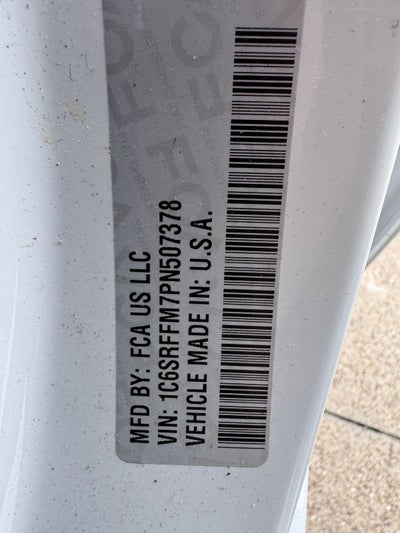 MFD BY: FCA US LLC
VIN: 1C6SRFFM7PN507378
VEHICLE MADE IN: U.S.A.